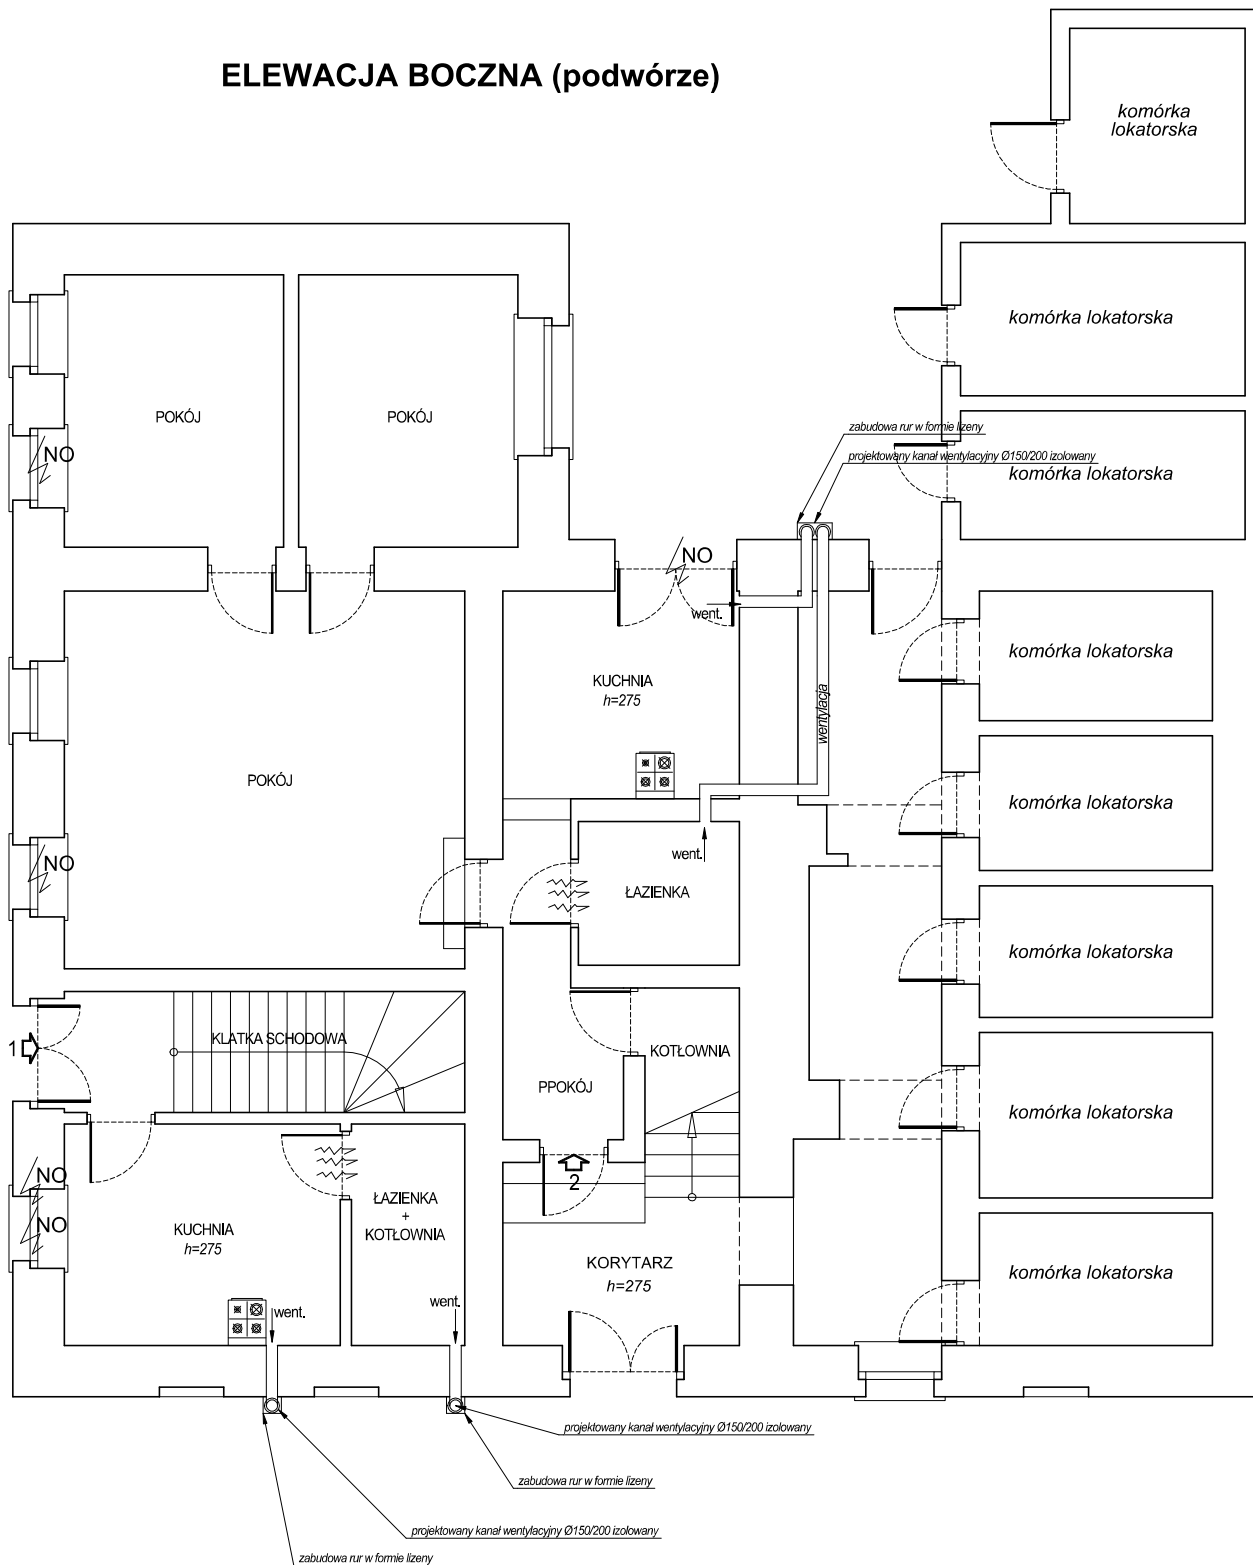 ELEWACJA BOCZNA (podwórze)
komórka
lokatorska
komórka lokatorska
POKÓJ
POKÓJ
zabudowa rur w formie lizeny
NO
projektowany kanał wentylacyjny Ø150/200 izolowany
komórka lokatorska
NO
went.
komórka lokatorska
KUCHNIA
h=275
wentylacja
POKÓJ
komórka lokatorska
went.
NO
ŁAZIENKA
komórka lokatorska
KLATKA SCHODOWA
1
KOTŁOWNIA
PPOKÓJ
komórka lokatorska
NO
2
ŁAZIENKA
+
KOTŁOWNIA
NO
KUCHNIA
h=275
KORYTARZ
h=275
komórka lokatorska
went.
went.
projektowany kanał wentylacyjny Ø150/200 izolowany
zabudowa rur w formie lizeny
projektowany kanał wentylacyjny Ø150/200 izolowany
zabudowa rur w formie lizeny